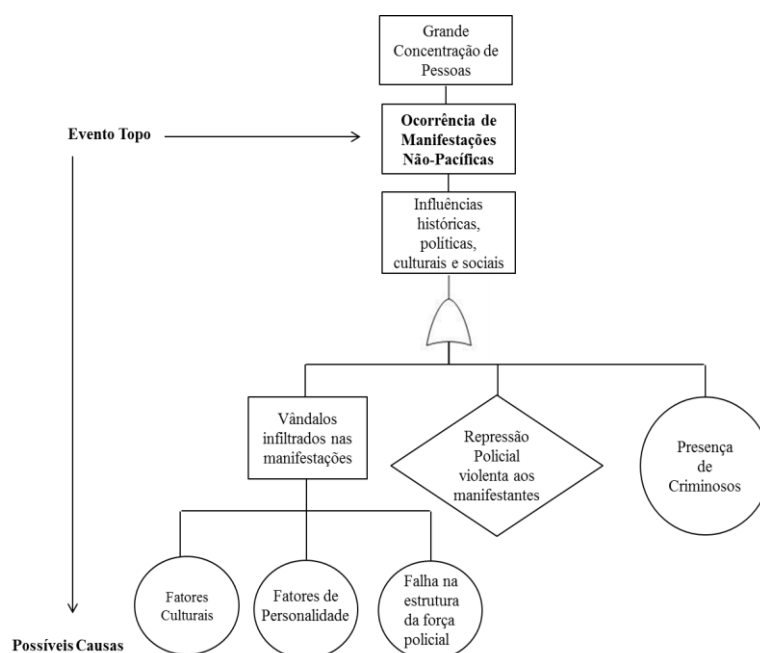 Grande
Concentração de
Pessoas
Evento Topo
Ocorrência de
Manifestações
Não-Pacíficas
Influências
históricas,
políticas,
culturais e sociais
Vândalos
infiltrados nas
manifestações
Repressão
Policial
violenta aos
manifestantes
Presença
de
Criminosos
Fatores
Culturais
Fatores de
Personalidade
Falha na
estrutura
da força
policial
Possíveis Causas